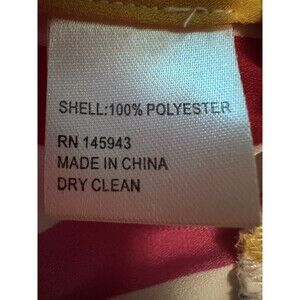 SHELL:100% POLYESTER
RN 145943
MADE IN CHINA
DRY CLEAN